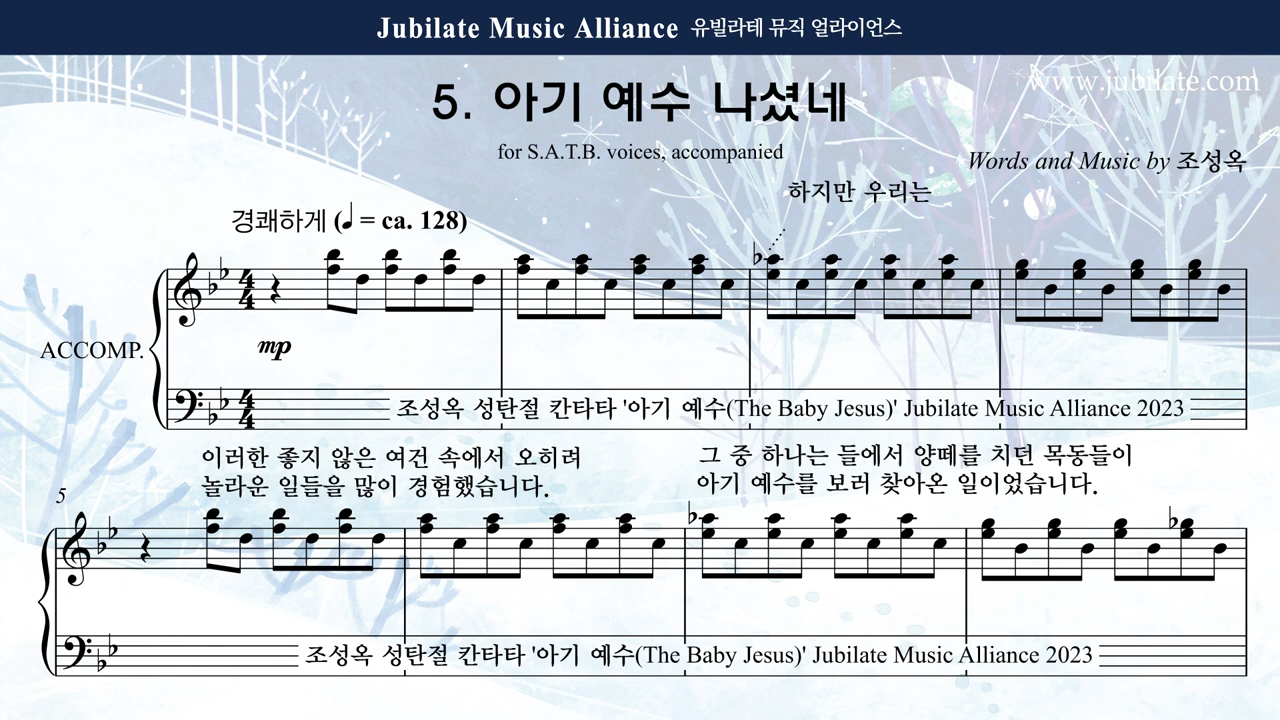 Jubilate Music Alliance 유빌라테 뮤직 얼라이언스
www.jubilate.com
5. 아기 예수 나셨네
for S.A.T.B. voices, accompanied
Words and Music by 조성옥
하지만 우리는
경쾌하게 (♩ = ca. 128)
4 4
mp
ACCOMP.
4 4
조성옥 성탄절 칸타타 '아기 예수(The Baby Jesus)' Jubilate Music Alliance 2023
이러한 좋지 않은 여건 속에서 오히려
놀라운 일들을 많이 경험했습니다.
그 중 하나는 들에서 양떼를 치던 목동들이
아기 예수를 보러 찾아온 일이었습니다.
5
조성옥 성탄절 칸타타 '아기 예수(The Baby Jesus)' Jubilate Music Alliance 2023